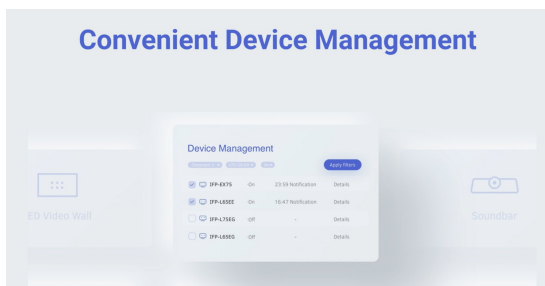 Convenient Device Management
Device Management
Apply filters
IFP-EX75 On 23:59 Notification Details
IFP-L65EE On 16:47 Notification Details
IFP-L75EG Off - Details
IFP-L65EG Off - Details
ED Video Wall
Soundbar